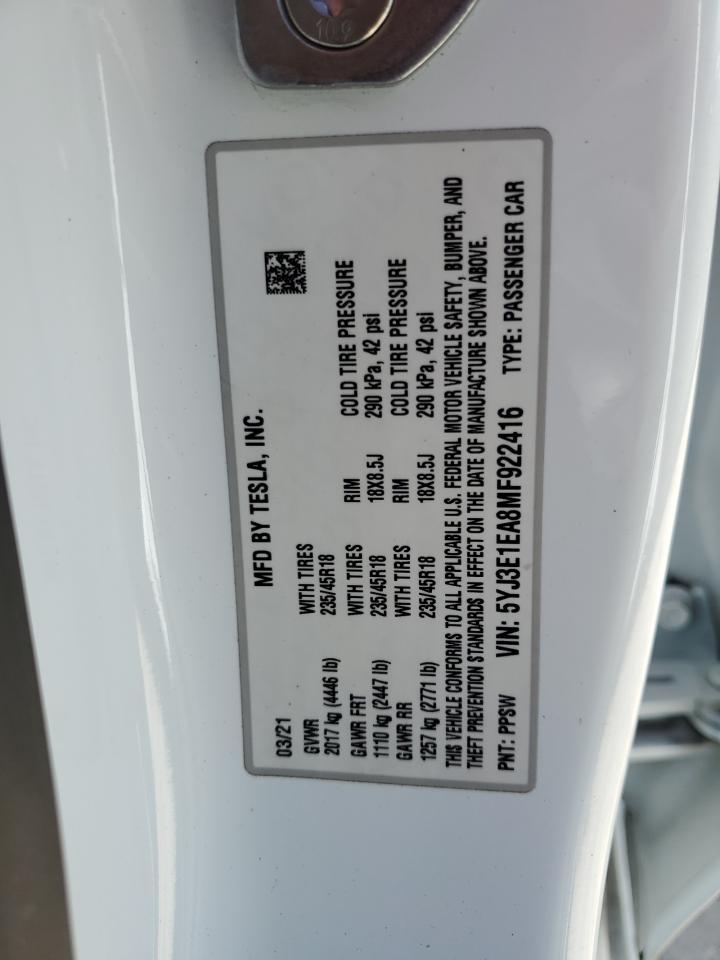 109
MFD BY TESLA, INC.
03/21
GVWR WITH TIRES
2017 kg (4446 lb) 235/45R18
GAWR FRT WITH TIRES RIM COLD TIRE PRESSURE
1110 kg (2447 lb) 235/45R18 18X8.5J 290 kPa, 42 psi
GAWR RR WITH TIRES RIM COLD TIRE PRESSURE
1257 kg (2771 lb) 235/45R18 18X8.5J 290 kPa, 42 psi
THIS VEHICLE CONFORMS TO ALL APPLICABLE U.S. FEDERAL MOTOR VEHICLE SAFETY, BUMPER, AND
THEFT PREVENTION STANDARDS IN EFFECT ON THE DATE OF MANUFACTURE SHOWN ABOVE.
PNT: PPSW VIN: 5YJ3E1EA8MF922416 TYPE: PASSENGER CAR